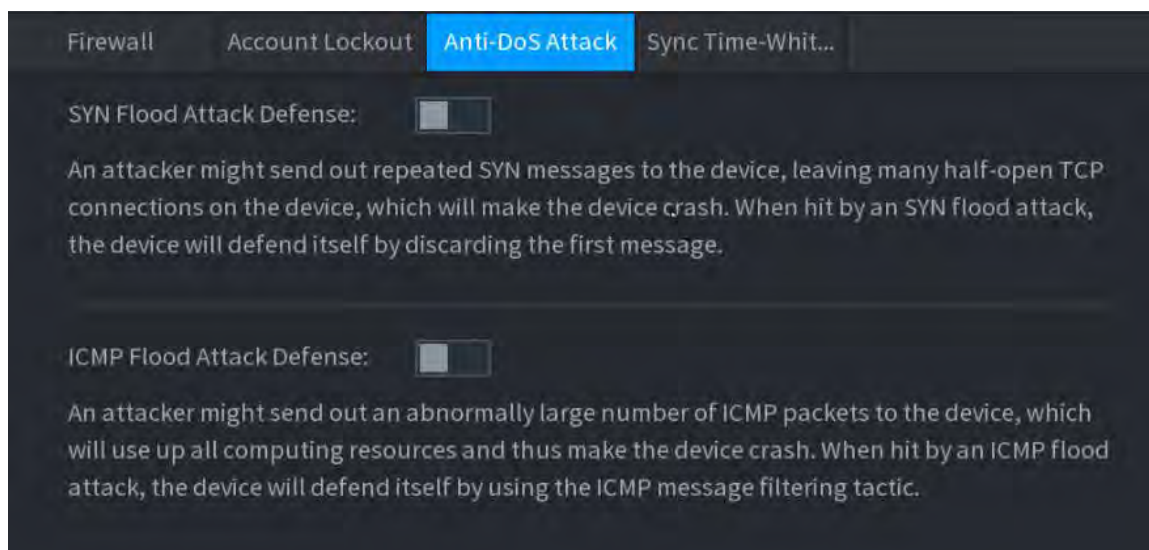 Firewall Account Lockout Anti-DoS Attack Sync Time-Whit...
SYN Flood Attack Defense:
An attacker might send out repeated SYN messages to the device, leaving many half-open TCP
connections on the device, which will make the device crash. When hit by an SYN flood attack,
the device will defend itself by discarding the first message.
ICMP Flood Attack Defense:
An attacker might send out an abnormally large number of ICMP packets to the device, which
will use up all computing resources and thus make the device crash. When hit by an ICMP flood
attack, the device will defend itself by using the ICMP message filtering tactic.